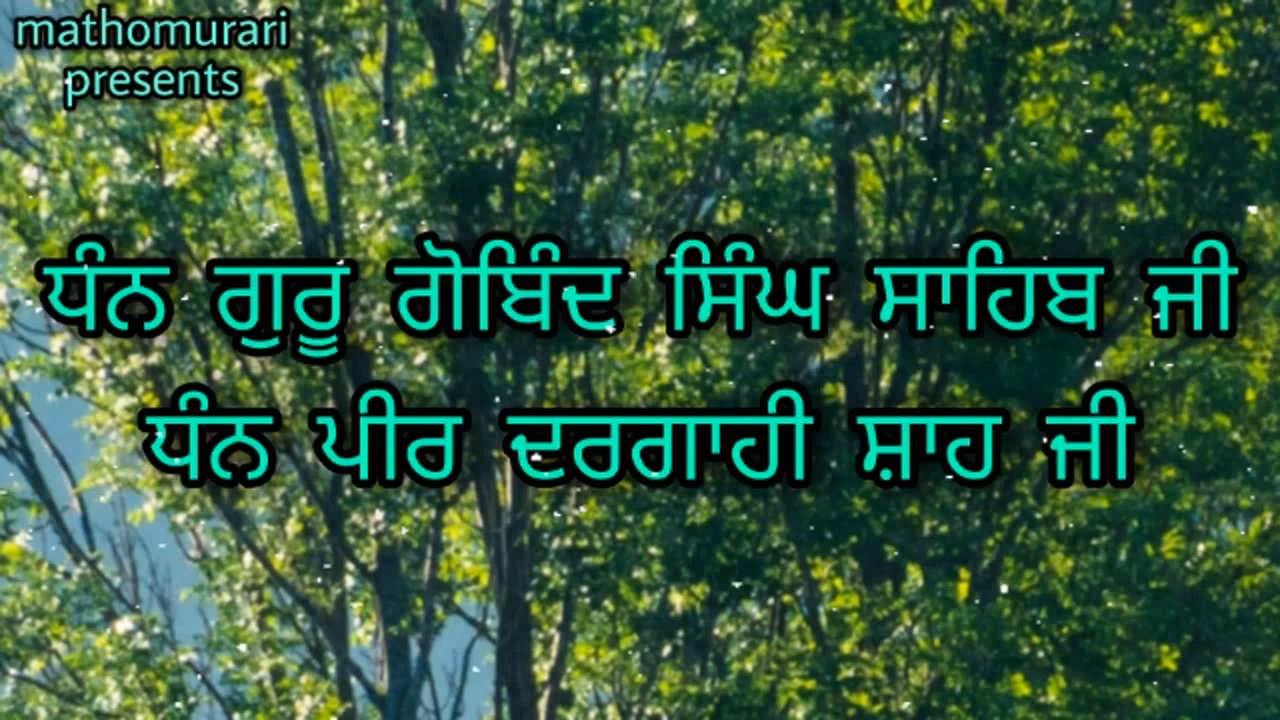 mathomurari
presents
ਧੰਨ ਗੁਰੂ ਗੋਬਿੰਦ ਸਿੰਘ ਸਾਹਿਬ ਜੀ
ਧੰਨ ਪੀਰ ਦਰਗਾਹੀ ਸ਼ਾਹ ਜੀ